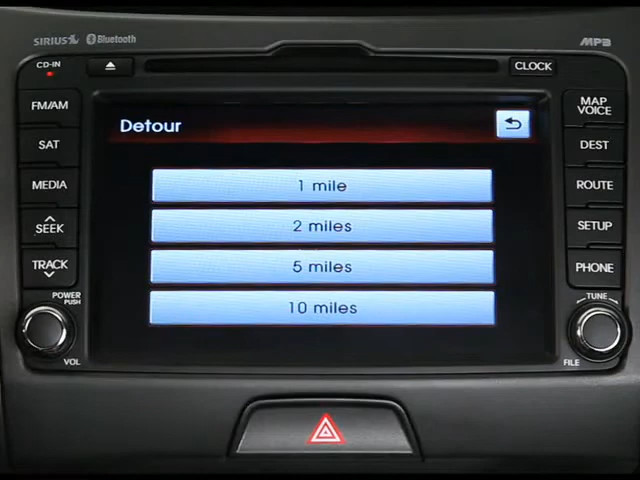 SIRIUS Bluetooth MP3
CD-IN CLOCK
FM/AM
SAT
MEDIA
SEEK
TRACK
POWER
PUSH
VOL
Detour
1 mile
2 miles
5 miles
10 miles
MAP
VOICE
DEST
ROUTE
SETUP
PHONE
TUNE
FILE